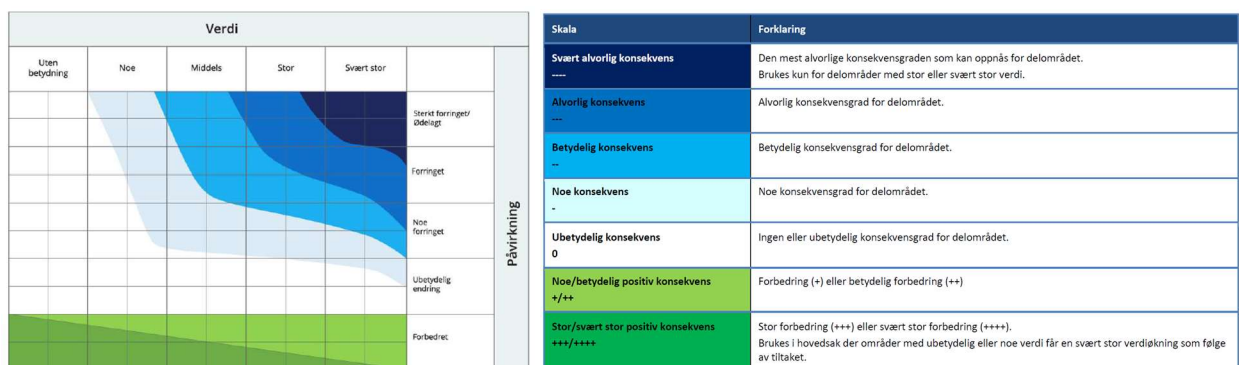 Verdi
Uten
betydning
Noe
Middels
Stor
Svært stor
Sterkt forringet/
Ødelagt
Forringet
Noe
forringet
Ubetydelig
endring
Forbedret
Påvirkning
Skala
Forklaring
Svært alvorlig konsekvens
----
Den mest alvorlige konsekvensgraden som kan oppnås for delområdet.
Brukes kun for delområder med stor eller svært stor verdi.
Alvorlig konsekvens
---
Alvorlig konsekvensgrad for delområdet.
Betydelig konsekvens
--
Betydelig konsekvensgrad for delområdet.
Noe konsekvens
-
Noe konsekvensgrad for delområdet.
Ubetydelig konsekvens
0
Ingen eller ubetydelig konsekvensgrad for delområdet.
Noe/betydelig positiv konsekvens
+/++
Forbedring (+) eller betydelig forbedring (++)
Stor/svært stor positiv konsekvens
+++/++++
Stor forbedring (+++) eller svært stor forbedring (++++).
Brukes i hovedsak der områder med ubetydelig eller noe verdi får en svært stor verdiøkning som følge
av tiltaket.